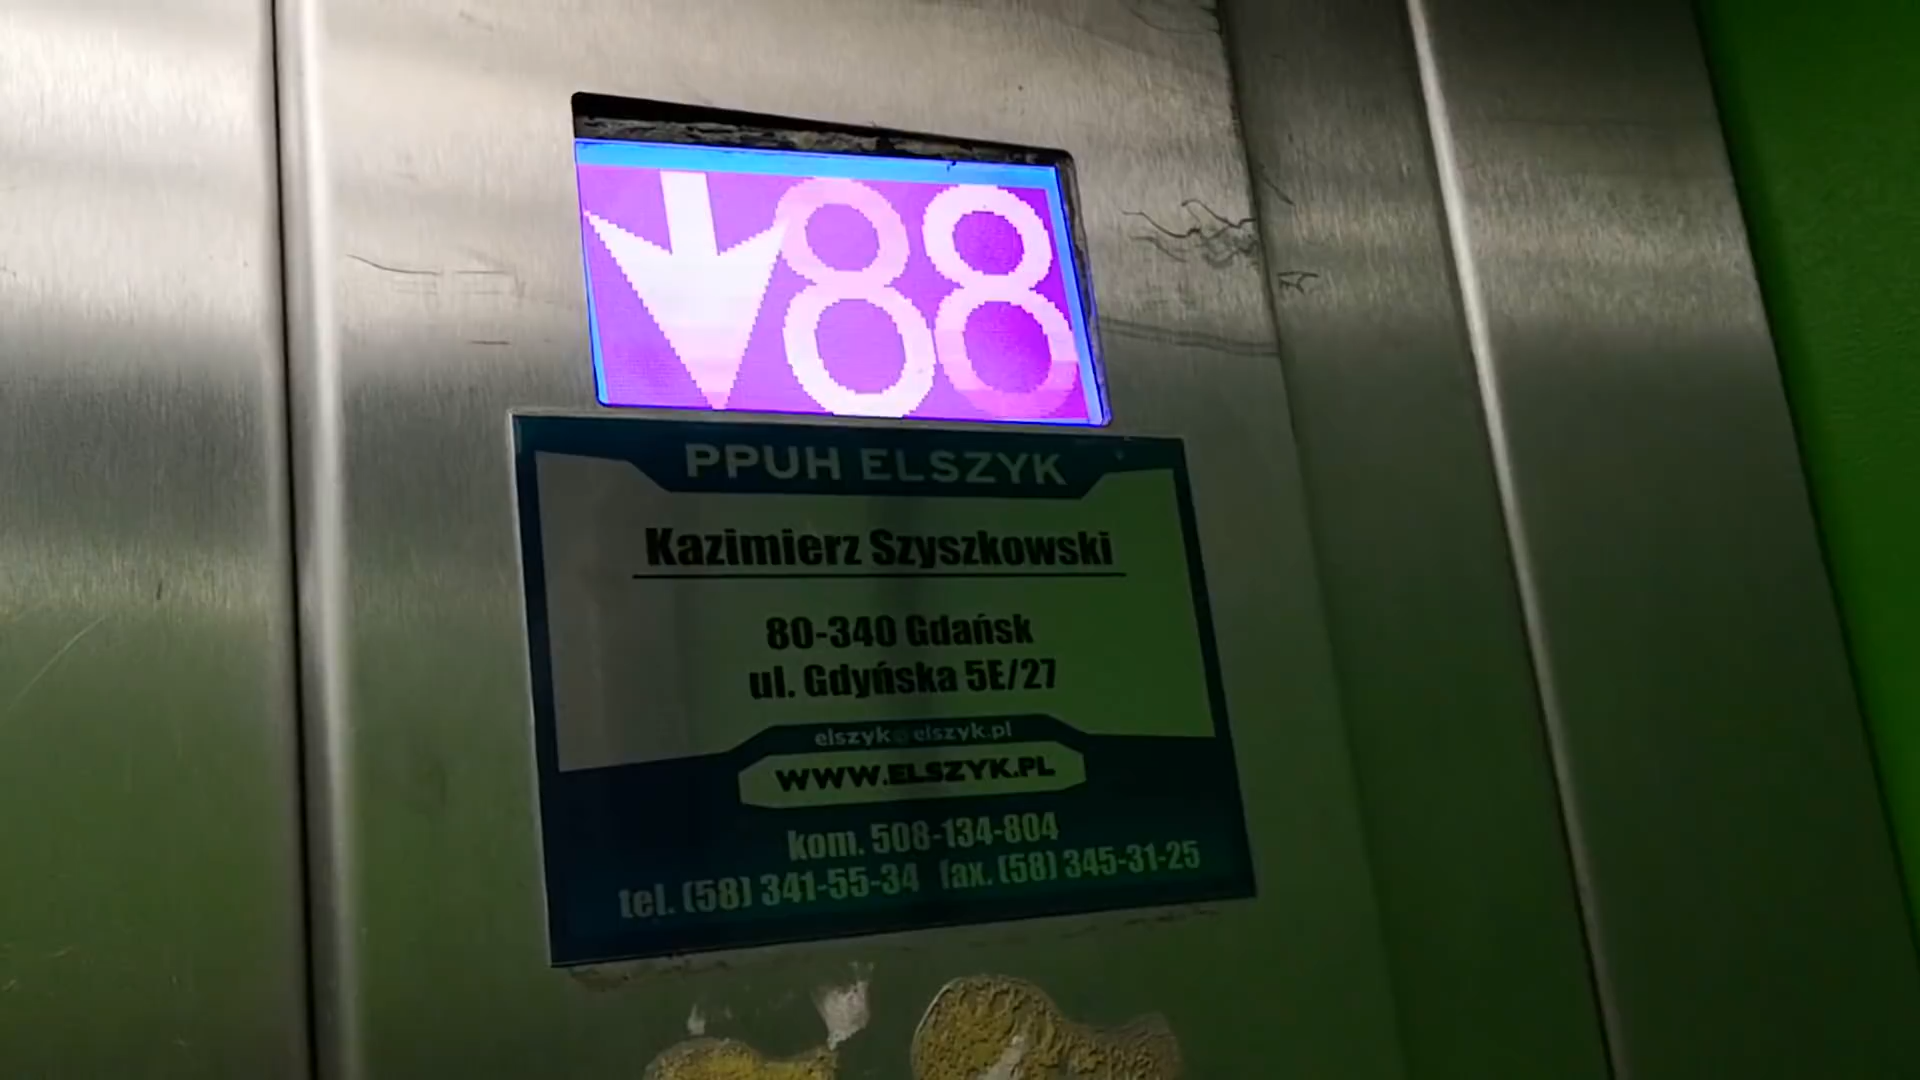 88
PPUH ELSZYK
Kazimierz Szyszkowski
80-340 Gdańsk
ul. Gdyńska 5E/27
elszyk@elszyk.pl
WWW.ELSZYK.PL
kom. 508-134-804
tel. (58) 341-55-34 fax. (58) 345-31-25